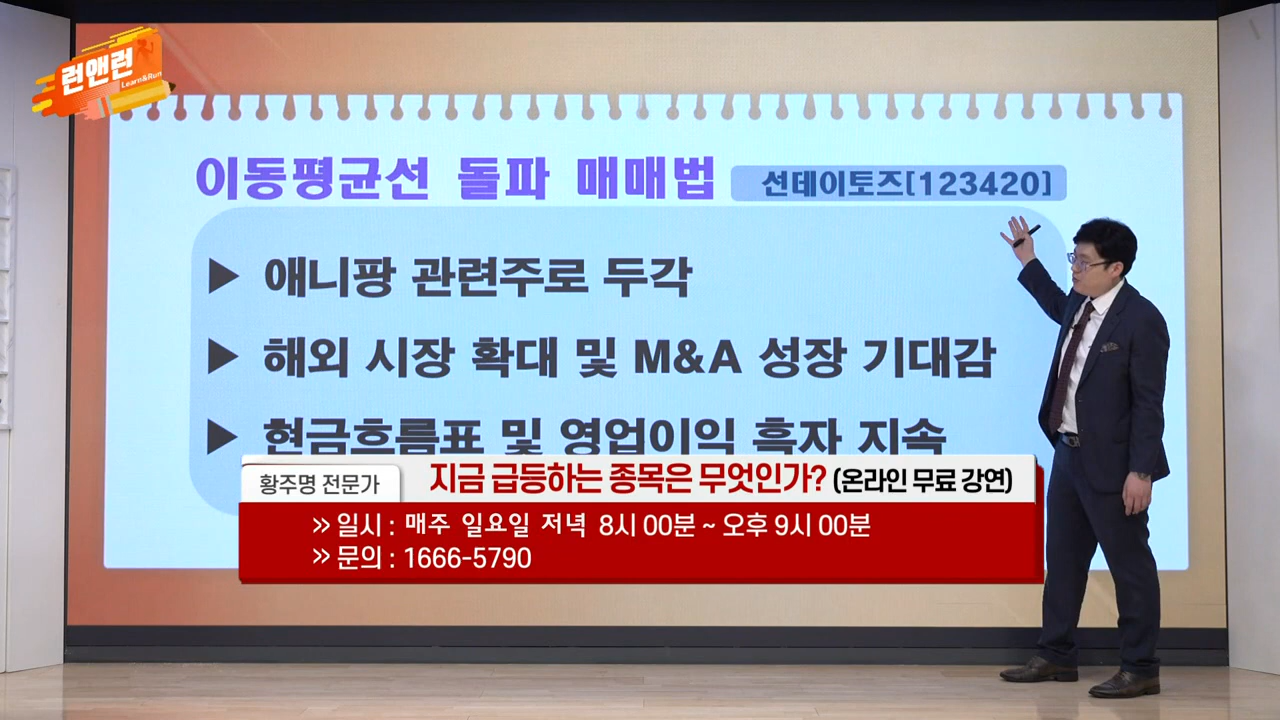 런앤런
Learn&Run
이동평균선 돌파 매매법 선데이토즈[123420]
▶ 애니팡 관련주로 두각
▶ 해외 시장 확대 및 M&A 성장 기대감
▶ 현금흐름표 및 영업이익 흑자 지속
황주명 전문가 지금 급등하는 종목은 무엇인가? (온라인 무료 강연)
» 일시 : 매주 일요일 저녁 8시 00분 ~ 오후 9시 00분
» 문의 : 1666-5790